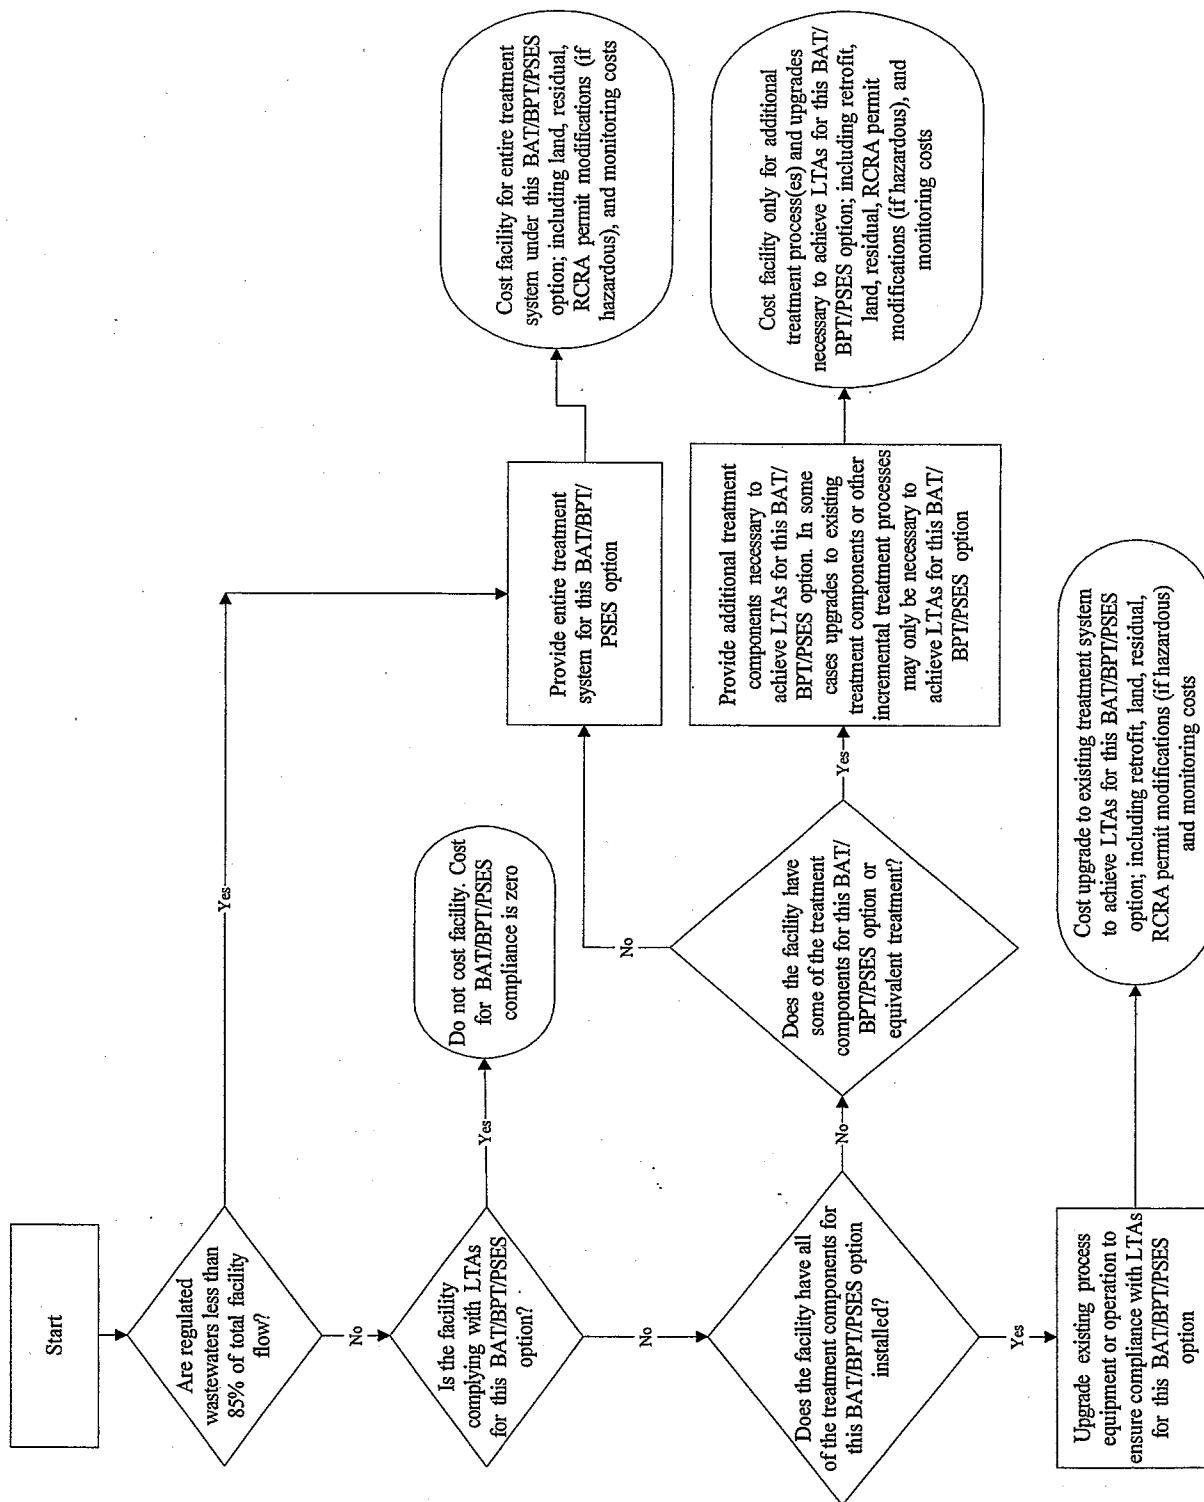 Start
Are regulated
wastewaters less than
85% of total facility
flow?
Yes
No
Is the facility
complying with LTAs
for this BAT/BPT/PSES
option?
Yes
Do not cost facility. Cost
for BAT/BPT/PSES
compliance is zero
No
Does the facility have all
of the treatment components for
this BAT/BPT/PSES option
installed?
No
Does the facility have
some of the treatment
components for this BAT/
BPT/PSES option or
equivalent treatment?
No
Provide entire treatment
system for this BAT/BPT/
PSES option
Cost facility for entire treatment
system under this BAT/BPT/PSES
option; including land, residual,
RCRA permit modifications (if
hazardous), and monitoring costs
Yes
Provide additional treatment
components necessary to
achieve LTAs for this BAT/
BPT/PSES option. In some
cases upgrades to existing
treatment components or other
incremental treatment processes
may only be necessary to
achieve LTAs for this BAT/
BPT/PSES option
Cost facility only for additional
treatment process(es) and upgrades
necessary to achieve LTAs for this BAT/
BPT/PSES option; including retrofit,
land, residual, RCRA permit
modifications (if hazardous), and
monitoring costs
Yes
Upgrade existing process
equipment or operation to
ensure compliance with LTAs
for this BAT/BPT/PSES
option
Cost upgrade to existing treatment system
to achieve LTAs for this BAT/BPT/PSES
option; including retrofit, land, residual,
RCRA permit modifications (if hazardous)
and monitoring costs